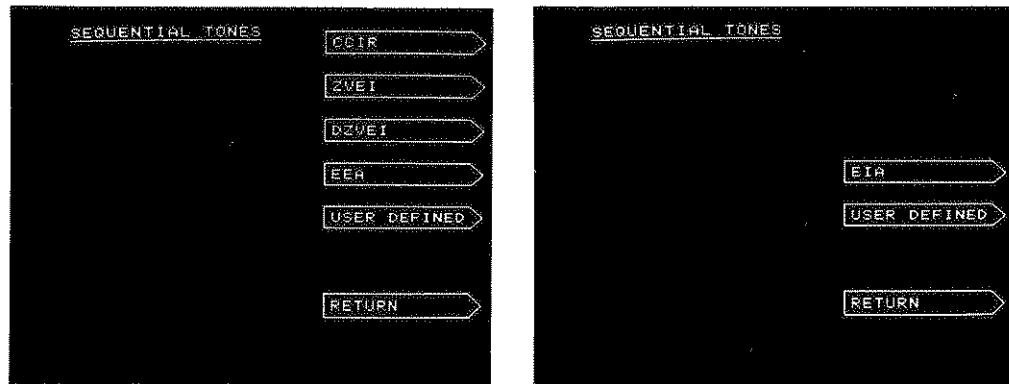 SEQUENTIAL TONES
CCIR
ZVEI
DZVEI
EEA
USER DEFINED
RETURN
SEQUENTIAL TONES
EIA
USER DEFINED
RETURN